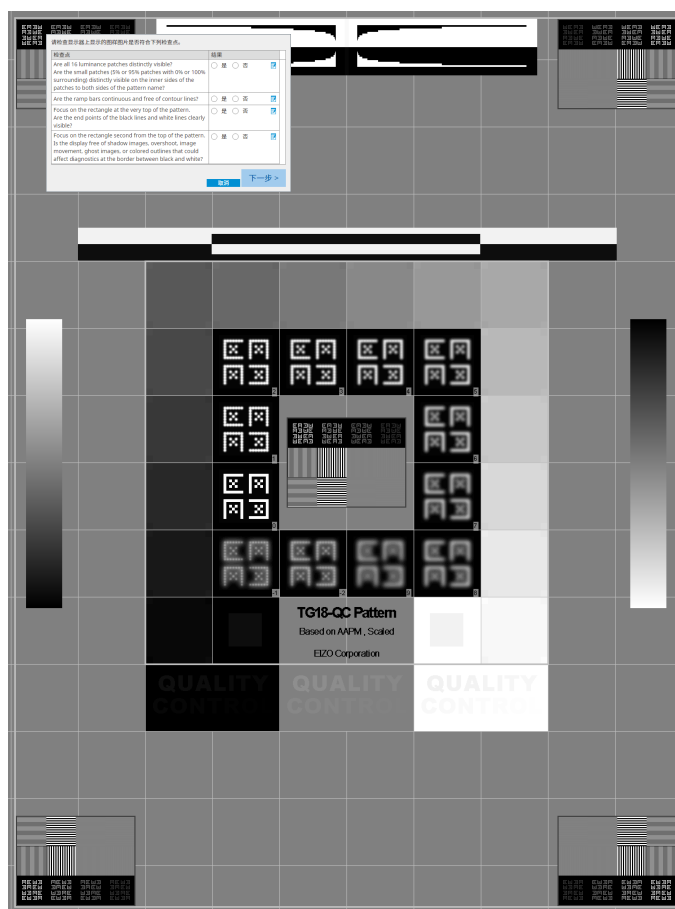 请检查显示器上显示的图样图片是否符合下列检查点。
检查点 结果
Are all 16 luminance patches distinctly visible?
Are the small patches (5% or 95% patches with 0% or 100%
surrounding) distinctly visible on the inner sides of the
patches to both sides of the pattern name?
是 否
Are the ramp bars continuous and free of contour lines?
是 否
Focus on the rectangle at the very top of the pattern.
Are the end points of the black lines and white lines clearly
visible?
是 否
Focus on the rectangle second from the top of the pattern.
Is the display free of shadow images, overshoot, image
movement, ghost images, or colored outlines that could
affect diagnostics at the border between black and white?
是 否
取消 下一步 >
TG18-QC Pattern
Based on AAPM , Scaled
EIZO Corporation
QUALITY QUALITY QUALITY
CONTRO CONTRO CONTRO